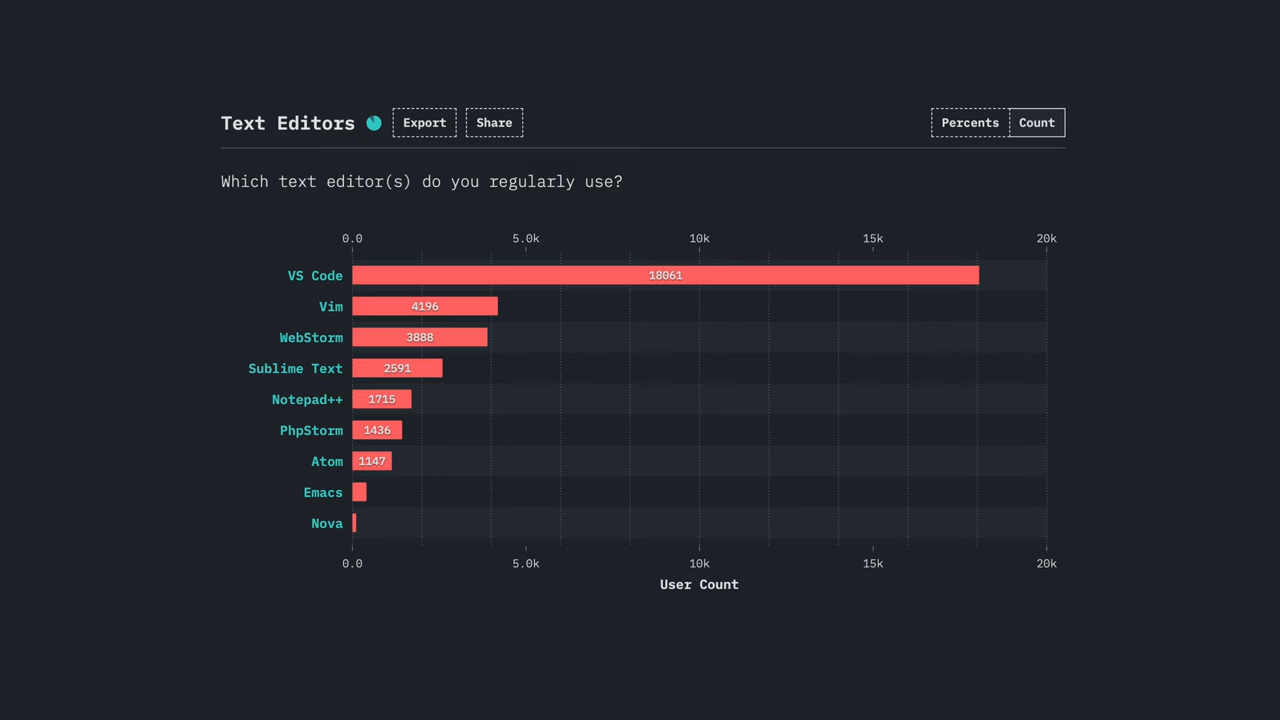 Text Editors Export Share Percents Count
Which text editor(s) do you regularly use?
0.0 5.0k 10k 15k 20k
VS Code 18061
Vim 4196
WebStorm 3888
Sublime Text 2591
Notepad++ 1715
PhpStorm 1436
Atom 1147
Emacs
Nova
0.0 5.0k 10k 15k 20k
User Count